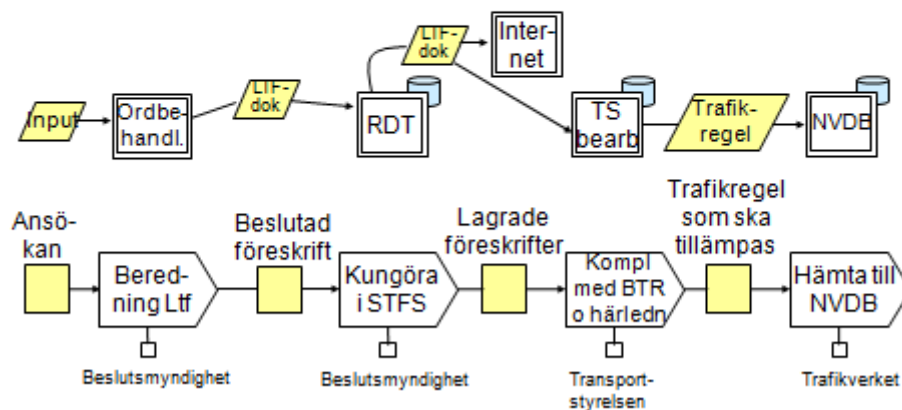 LTF-
dok
Inter-
net
LTF-
dok
Input
Ordbe-
handl.
RDT
TS
bearb
Trafik-
regel
NVDB
Ansö-
kan
Beslutad
föreskrift
Lagrade
föreskrifter
Trafikregel
som ska
tillämpas
Bered-
ning Ltf
Kungöra
i STFS
Kompl
med BTR
o härledn
Hämta till
NVDB
Beslutsmyndighet
Beslutsmyndighet
Transport-
styrelsen
Trafikverket